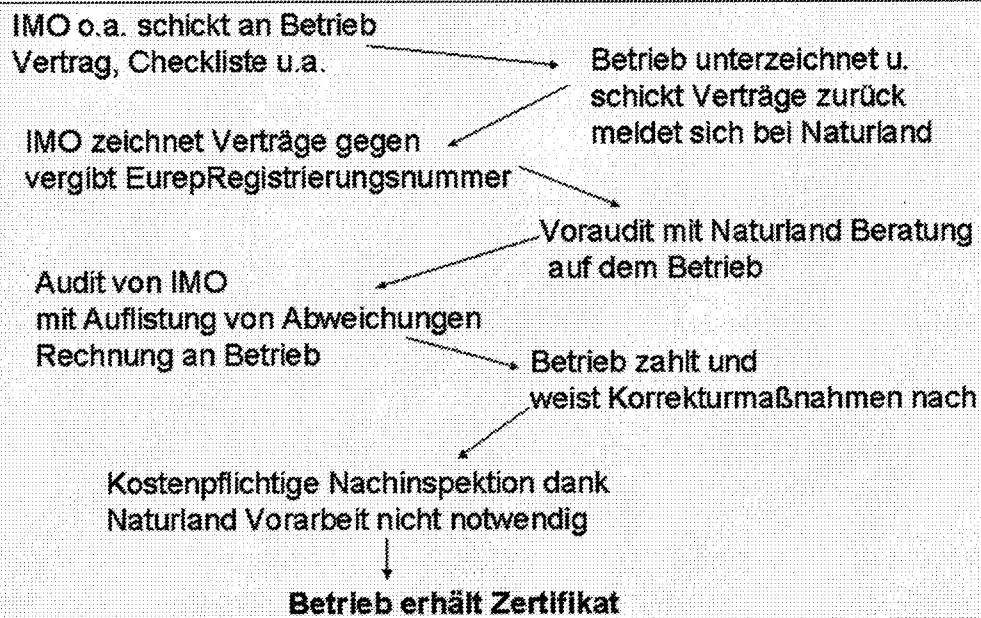 IMO o.a. schickt an Betrieb
Vertrag, Checkliste u.a.
Betrieb unterzeichnet u.
schickt Verträge zurück
meldet sich bei Naturland
IMO zeichnet Verträge gegen
vergibt EurepRegistrierungsnummer
Voraudit mit Naturland Beratung
auf dem Betrieb
Audit von IMO
mit Auflistung von Abweichungen
Rechnung an Betrieb
Betrieb zahlt und
weist Korrekturmaßnahmen nach
Kostenpflichtige Nachinspektion dank
Naturland Vorarbeit nicht notwendig
Betrieb erhält Zertifikat